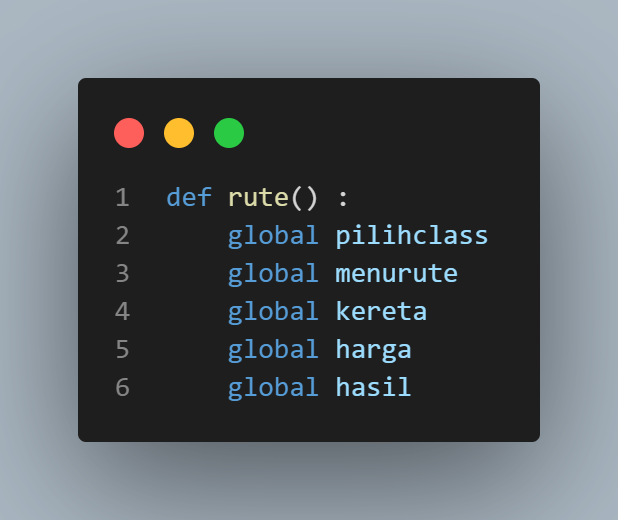 1 def rute() :
2     global pilihclass
3     global menurute
4     global kereta
5     global harga
6     global hasil